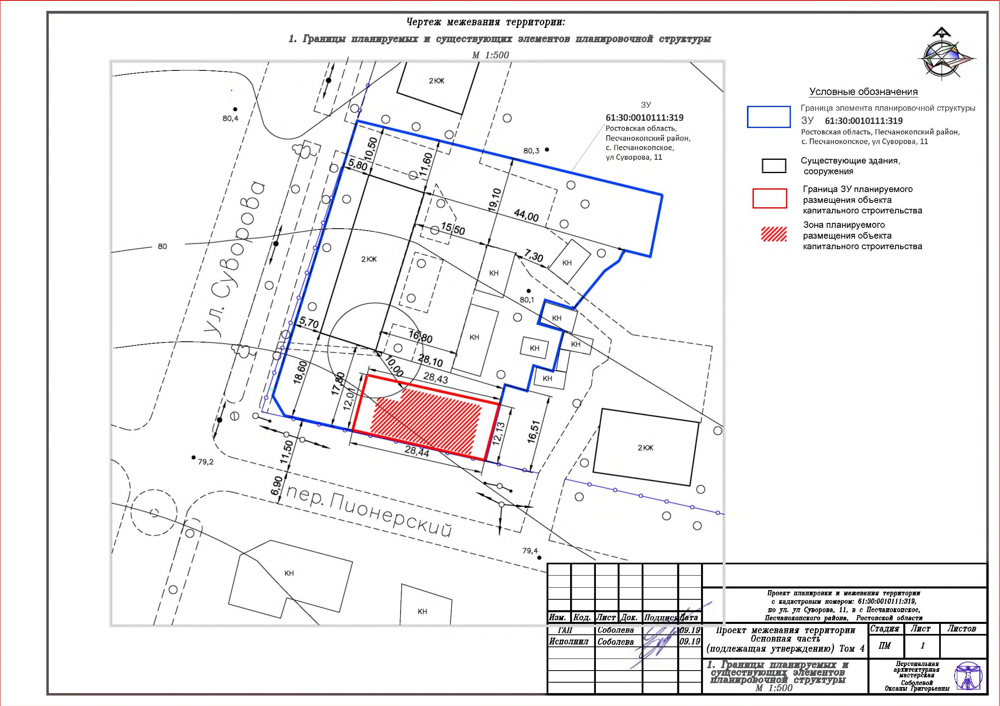 Чертеж межевания территории:
1. Границы планируемых и существующих элементов планировочной структуры
М 1:500
2КЖ
80,4
ЗУ
61:30:0010111:319
Ростовская область,
Песчанокопский район,
с. Песчанокопское,
ул Суворова, 11
80,3
10,50
5,80
11,60
19,10
44,00
15,50
ул. Суворова
80
2КЖ
7,30
КН
КН
80,1
КН
5,70
16,80
КН
КН
КН
28,10
10,00
18,60
17,80
28,43
КН
12,01
12,13
16,51
28,44
2КЖ
11,50
79,2
6,90
пер. Пионерский
79,4
КН
КН
Условные обозначения
Граница элемента планировочной структуры
ЗУ 61:30:0010111:319
Ростовская область, Песчанокопский район,
с. Песчанокопское, ул Суворова, 11
Существующие здания,
сооружения
Граница ЗУ планируемого
размещения объекта
капитального строительства
Зона планируемого
размещения объекта
капитального строительства
Проект планировки и межевания территории
с кадастровым номером: 61:30:0010111:319,
по ул. ул Суворова, 11, в с Песчанокопское,
Песчанокопского района, Ростовской области
Изм. Код. Лист Док. Подпись Дата
ГАП Соболева 09.19
Исполнил Соболева 09.19
Проект межевания территории
Основная часть
(подлежащая утверждению) Том 4
Стадия Лист Листов
ПМ 1
1. Границы планируемых и
существующих элементов
планировочной структуры
М 1:500
Персональная
архитектурная
мастерская
Соболевой
Оксаны Григорьевны